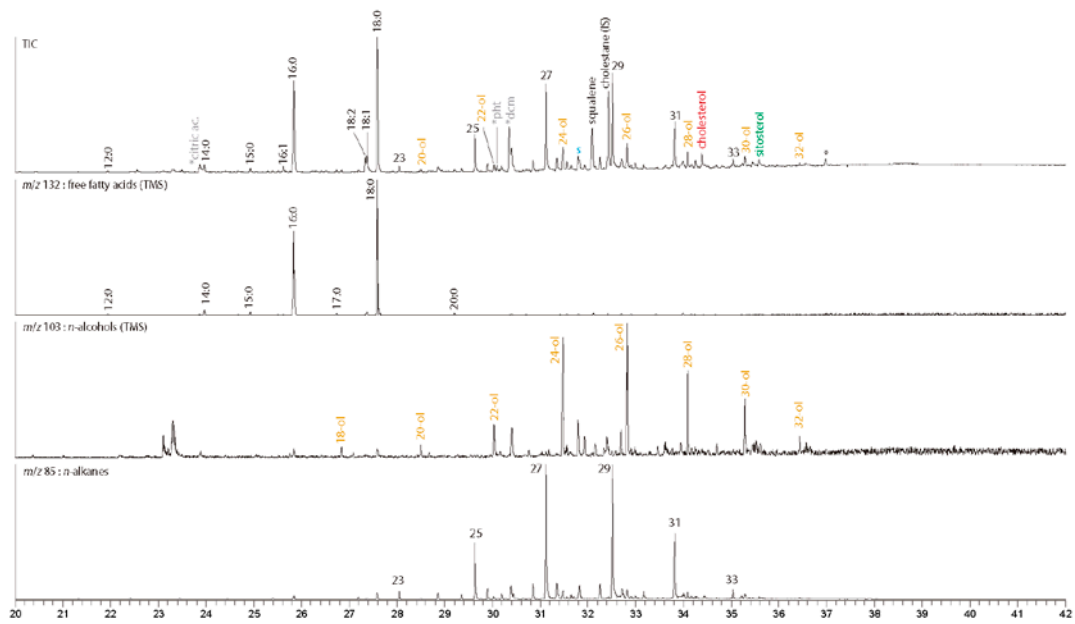 TIC
12:0
*citric ac.
14:0
15:0
16:1
16:0
18:2
18:1
18:0
23
20-ol
25
22-ol
*pht
*dcm
27
24-ol
s
squalene
cholestane (IS)
29
26-ol
31
28-ol
cholesterol
33
30-ol
sitosterol
32-ol
m/z 132 : free fatty acids (TMS)
12:0
14:0
15:0
16:0
17:0
18:0
20:0
m/z 103 : n-alcohols (TMS)
18-ol
20-ol
22-ol
24-ol
26-ol
28-ol
30-ol
32-ol
m/z 85 : n-alkanes
23
25
27
29
31
33
20 21 22 23 24 25 26 27 28 29 30 31 32 33 34 35 36 37 38 39 40 41 42